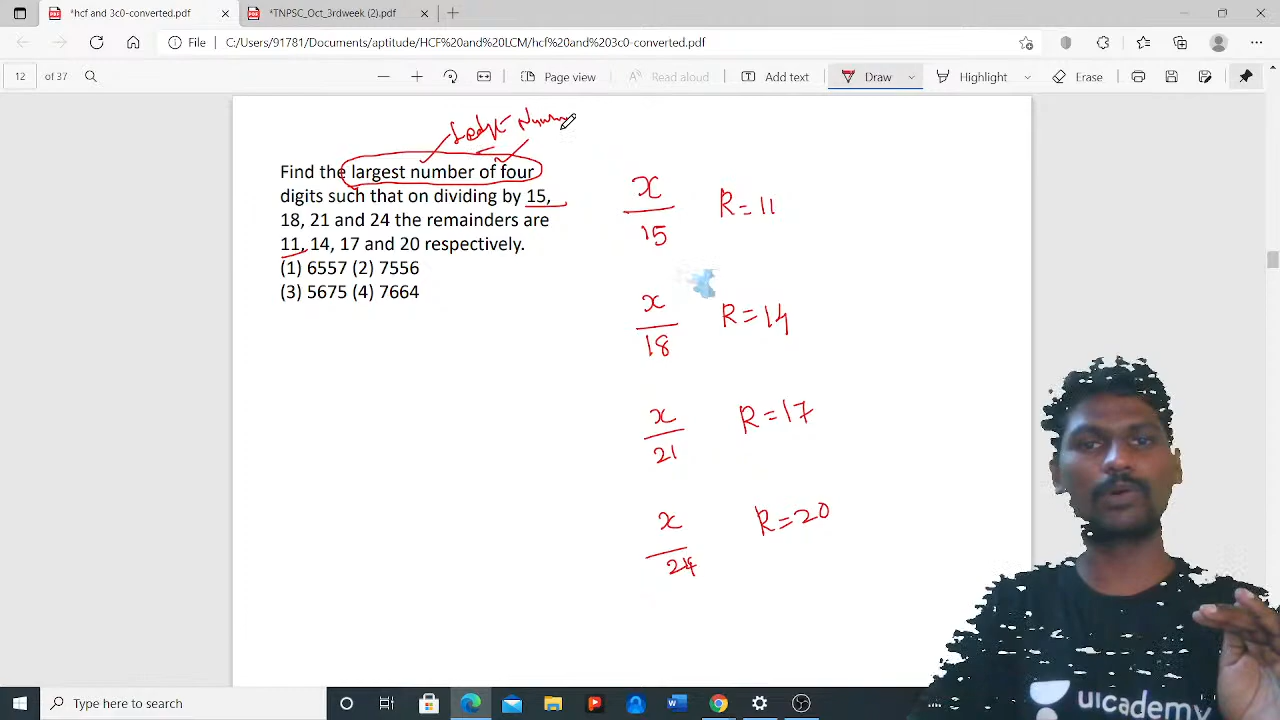 *hcf and 3c0-converted.pdf
*TNPSC_Oct_3rdweek (2).pdf
File C:/Users/91781/Documents/aptitude/HCF%20and%20LCM/hcf%20and%203c0-converted.pdf
12 of 37 Page view Read aloud Add text Draw Highlight Erase
Find the largest number of four
digits such that on dividing by 15,
18, 21 and 24 the remainders are
11, 14, 17 and 20 respectively.
(1) 6557 (2) 7556
(3) 5675 (4) 7664
x
15
R=11
x
18
R=14
x
21
R=17
x
24
R=20
uicademy
Type here to search